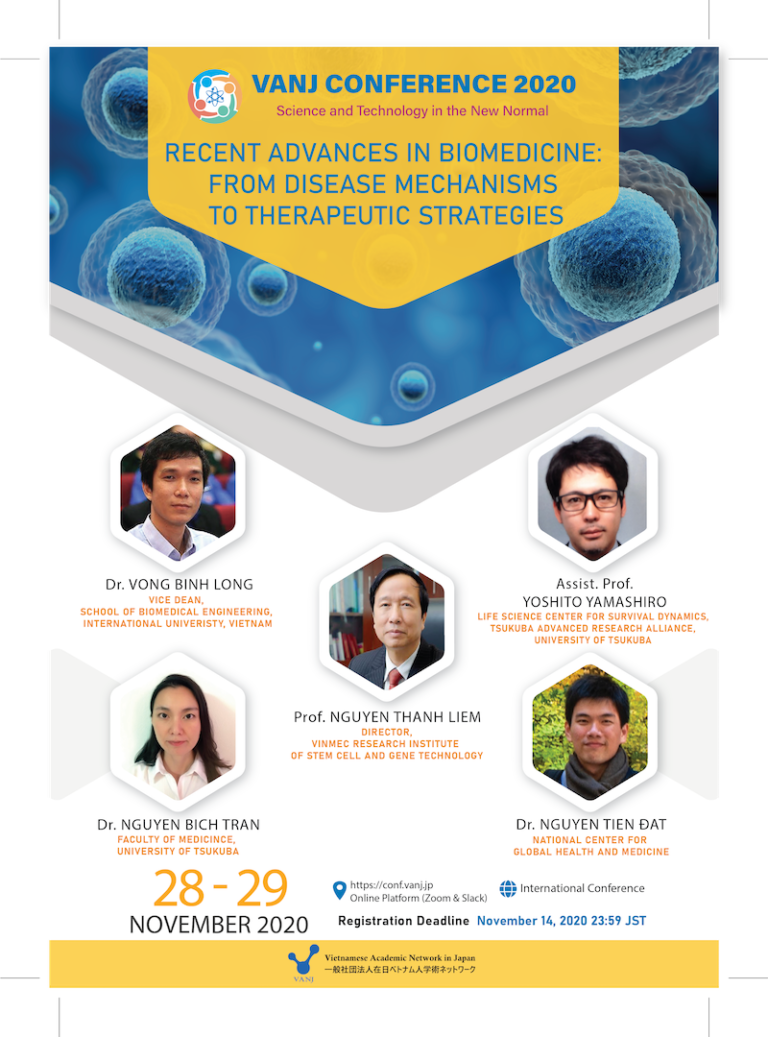 VANJ CONFERENCE 2020
Science and Technology in the New Normal
RECENT ADVANCES IN BIOMEDICINE:
FROM DISEASE MECHANISMS
TO THERAPEUTIC STRATEGIES
Dr. VONG BINH LONG
VICE DEAN,
SCHOOL OF BIOMEDICAL ENGINEERING,
INTERNATIONAL UNIVERISTY, VIETNAM
Assist. Prof.
YOSHITO YAMASHIRO
LIFE SCIENCE CENTER FOR SURVIVAL DYNAMICS,
TSUKUBA ADVANCED RESEARCH ALLIANCE,
UNIVERSITY OF TSUKUBA
Prof. NGUYEN THANH LIEM
DIRECTOR,
VINMEC RESEARCH INSTITUTE
OF STEM CELL AND GENE TECHNOLOGY
Dr. NGUYEN BICH TRAN
FACULTY OF MEDICINCE,
UNIVERSITY OF TSUKUBA
Dr. NGUYEN TIEN ĐAT
NATIONAL CENTER FOR
GLOBAL HEALTH AND MEDICINE
28 - 29
NOVEMBER 2020
https://conf.vanj.jp
Online Platform (Zoom & Slack)
International Conference
Registration Deadline November 14, 2020 23:59 JST
VANJ
Vietnamese Academic Network in Japan
一般社団法人在日ベトナム人学術ネットワーク